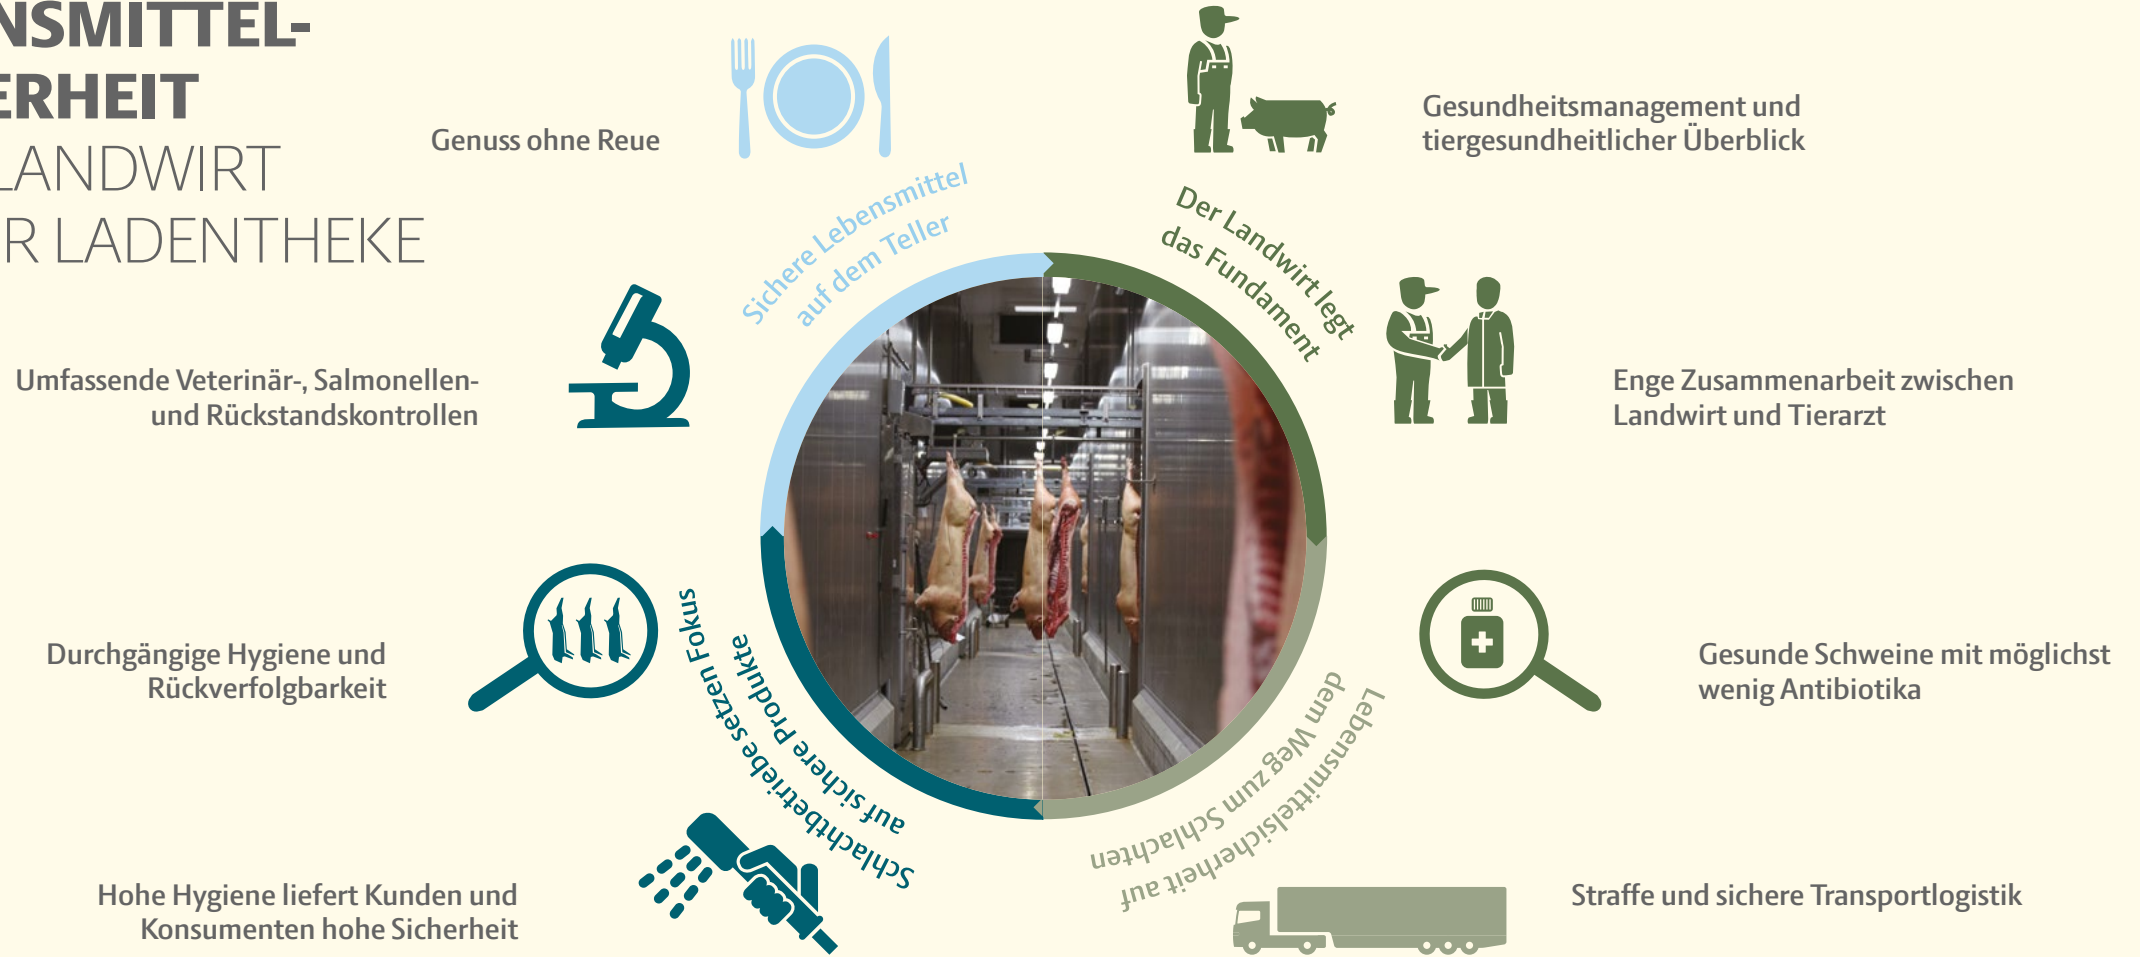 NSMITTEL-
ERHEIT
LANDWIRT
R LADENTHEKE
Genuss ohne Reue
Sichere Lebensmittel
auf dem Teller
Der Landwirt legt
das Fundament
Gesundheitsmanagement und
tiergesundheitlicher Überblick
Enge Zusammenarbeit zwischen
Landwirt und Tierarzt
Gesunde Schweine mit möglichst
wenig Antibiotika
Lebensmittelsicherheit auf
dem Weg zum Schlachten
Straffe und sichere Transportlogistik
Schlachtbetriebe setzen Fokus
auf sichere Produkte
Hohe Hygiene liefert Kunden und
Konsumenten hohe Sicherheit
Durchgängige Hygiene und
Rückverfolgbarkeit
Umfassende Veterinär-, Salmonellen-
und Rückstandskontrollen